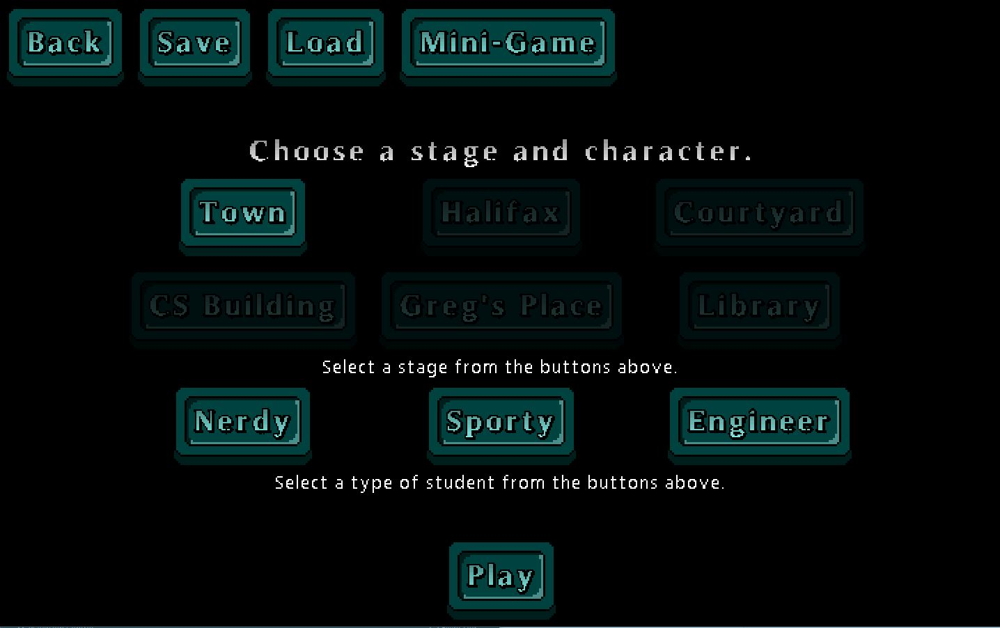 Back Save Load Mini-Game
Choose a stage and character.
Town Halifax Courtyard
CS Building Greg's Place Library
Select a stage from the buttons above.
Nerdy Sporty Engineer
Select a type of student from the buttons above.
Play